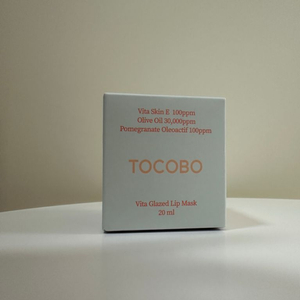 Vita Skin E 100ppm
Olive Oil 30,000ppm
Pomegranate Oleoactif 100ppm
TOCOBO
Vita Glazed Lip Mask
20 ml